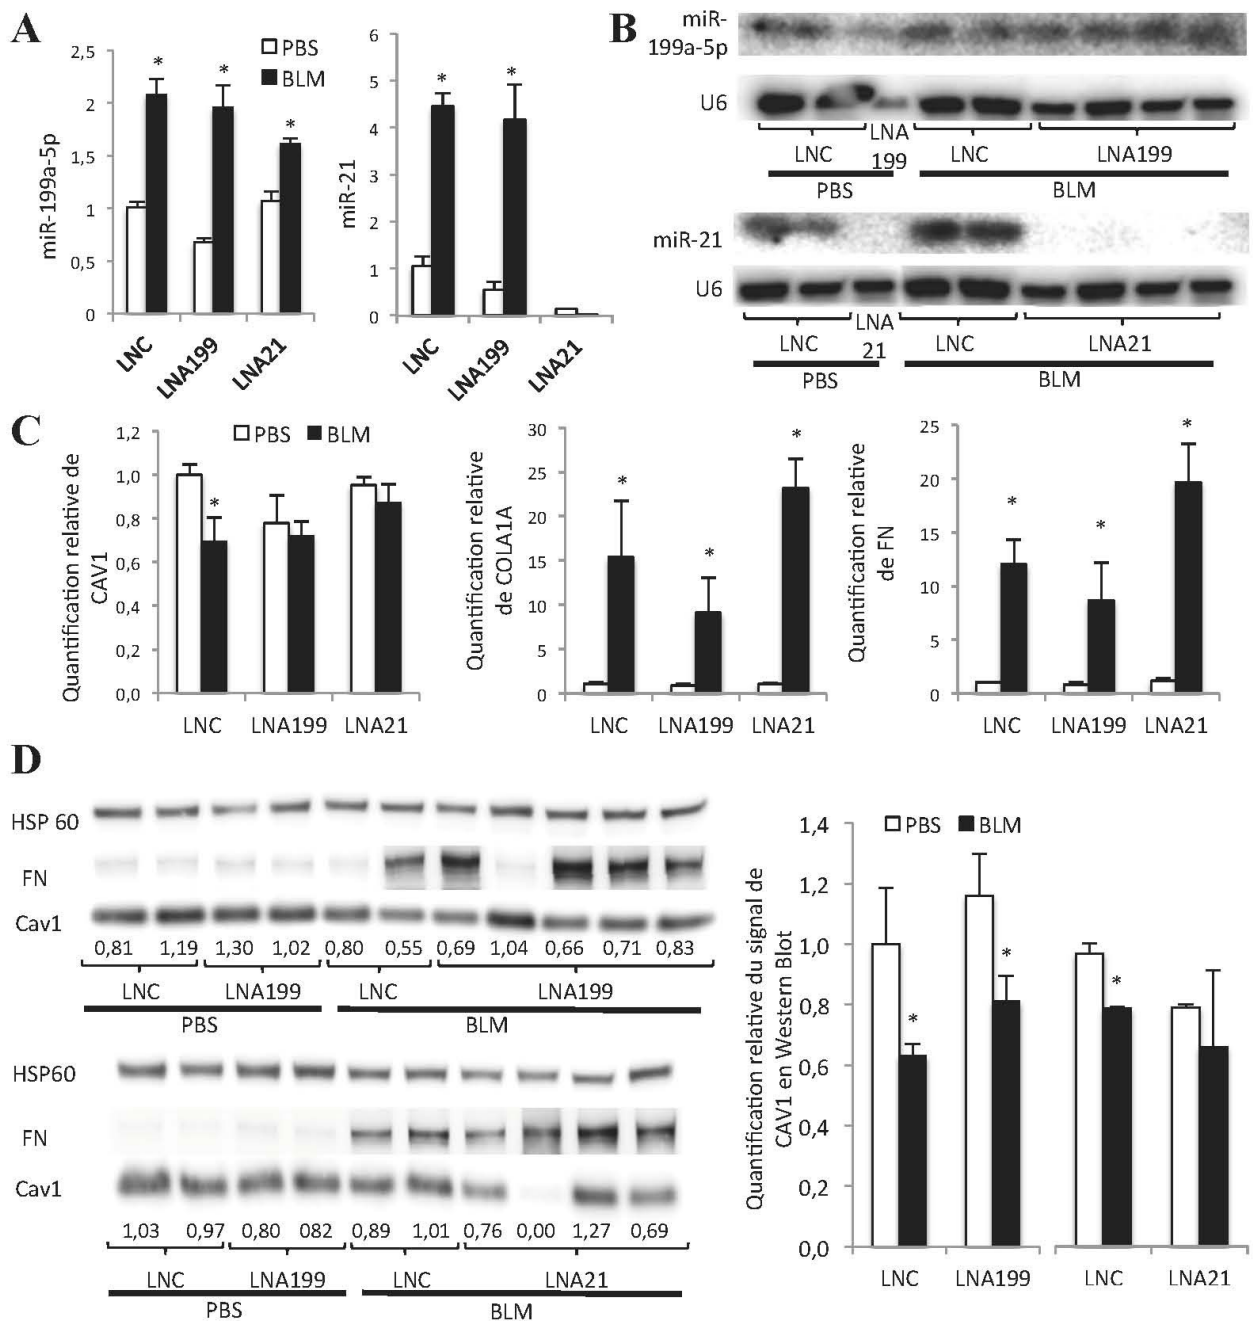 A
PBS
BLM
miR-199a-5p
2,5
2
1,5
1
0,5
0
*
*
*
LNC
LNA199
LNA21
miR-21
6
5
4
3
2
1
0
*
*
LNC
LNA199
LNA21
B
miR-
199a-5p
U6
LNC
LNA
199
LNC
LNA199
PBS
BLM
miR-21
U6
LNC
LNA
21
LNC
LNA21
PBS
BLM
C
PBS
BLM
Quantification relative de
CAV1
1,2
1,0
0,8
0,6
0,4
0,2
0,0
*
LNC
LNA199
LNA21
Quantification relative
de COLA1A
30
25
20
15
10
5
0
*
*
*
LNC
LNA199
LNA21
Quantification relative
de FN
25
20
15
10
5
0
*
*
*
LNC
LNA199
LNA21
D
HSP 60
FN
Cav1
0,81 1,19 1,30 1,02 0,80 0,55 0,69 1,04 0,66 0,71 0,83
LNC LNA199 LNC LNA199
PBS BLM
HSP60
FN
Cav1
1,03 0,97 0,80 082 0,89 1,01 0,76 0,00 1,27 0,69
LNC LNA199 LNC LNA21
PBS BLM
PBS
BLM
Quantification relative du signal de
CAV1 en Western Blot
1,4
1,2
1,0
0,8
0,6
0,4
0,2
0,0
*
*
*
LNC
LNA199
LNC
LNA21